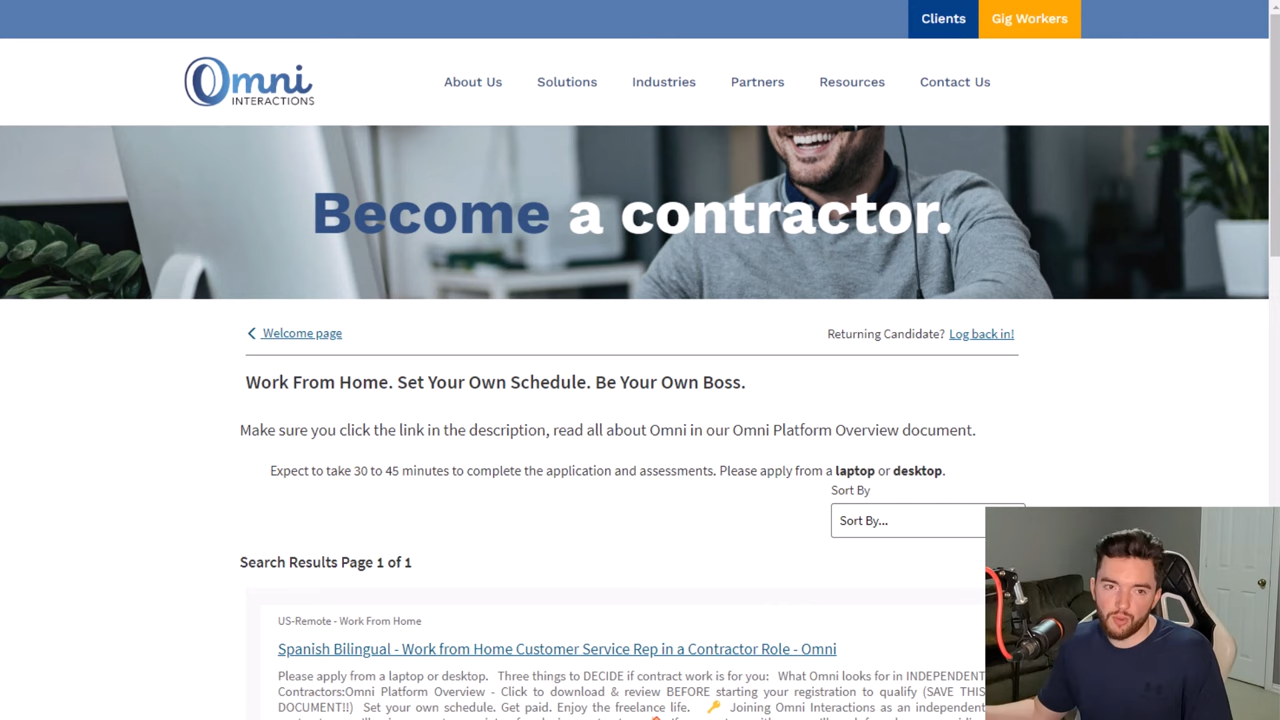 Clients
Gig Workers
Omni
INTERACTIONS
About Us
Solutions
Industries
Partners
Resources
Contact Us
Become a contractor.
Welcome page
Returning Candidate? Log back in!
Work From Home. Set Your Own Schedule. Be Your Own Boss.
Make sure you click the link in the description, read all about Omni in our Omni Platform Overview document.
Expect to take 30 to 45 minutes to complete the application and assessments. Please apply from a laptop or desktop.
Sort By
Sort By...
Search Results Page 1 of 1
US-Remote - Work From Home
Spanish Bilingual - Work from Home Customer Service Rep in a Contractor Role - Omni
Please apply from a laptop or desktop. Three things to DECIDE if contract work is for you: What Omni looks for in INDEPENDENT
Contractors:Omni Platform Overview - Click to download & review BEFORE starting your registration to qualify (SAVE THIS
DOCUMENT!!) Set your own schedule. Get paid. Enjoy the freelance life. 🔑 Joining Omni Interactions as an independent